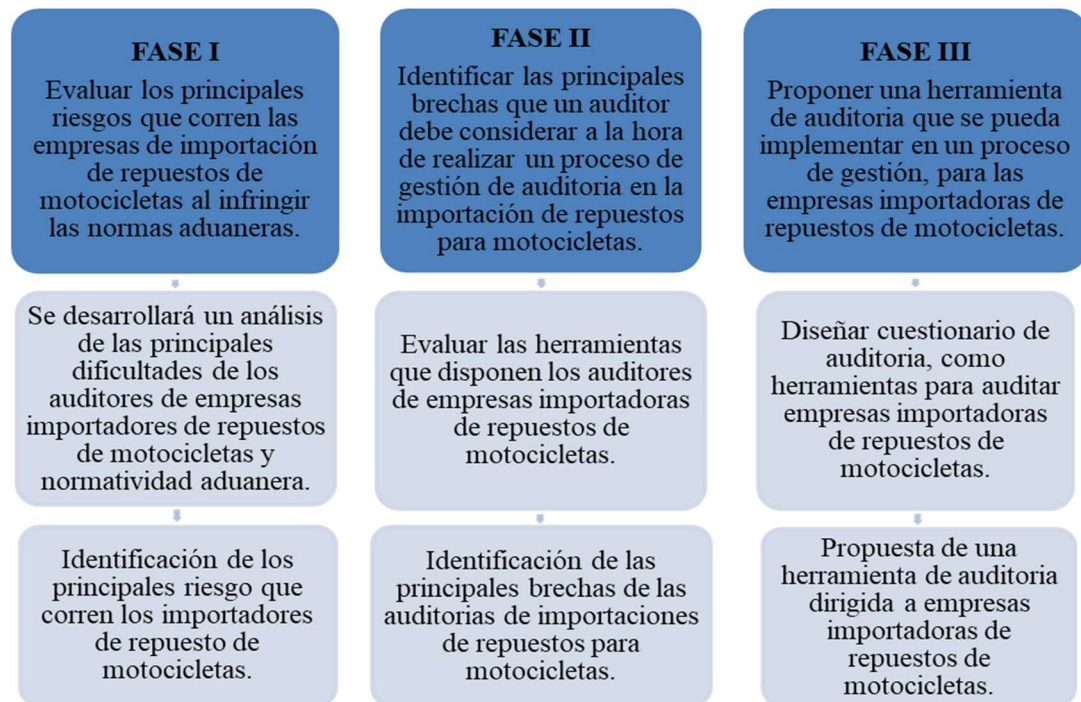 FASE I
Evaluar los principales
riesgos que corren las
empresas de importación
de repuestos de
motocicletas al infringir
las normas aduaneras.
Se desarrollará un análisis
de las principales
dificultades de los
auditores de empresas
importadores de repuestos
de motocicletas y
normatividad aduanera.
Identificación de los
principales riesgo que
corren los importadores
de repuesto de
motocicletas.
FASE II
Identificar las principales
brechas que un auditor
debe considerar a la hora
de realizar un proceso de
gestión de auditoria en la
importación de repuestos
para motocicletas.
Evaluar las herramientas
que disponen los auditores
de empresas importadoras
de repuestos de
motocicletas.
Identificación de las
principales brechas de las
auditorias de importaciones
de repuestos para
motocicletas.
FASE III
Proponer una herramienta
de auditoria que se pueda
implementar en un proceso
de gestión, para las
empresas importadoras de
repuestos de motocicletas.
Diseñar cuestionario de
auditoria, como
herramientas para auditar
empresas importadoras
de repuestos de
motocicletas.
Propuesta de una
herramienta de auditoria
dirigida a empresas
importadoras de
repuestos de
motocicletas.